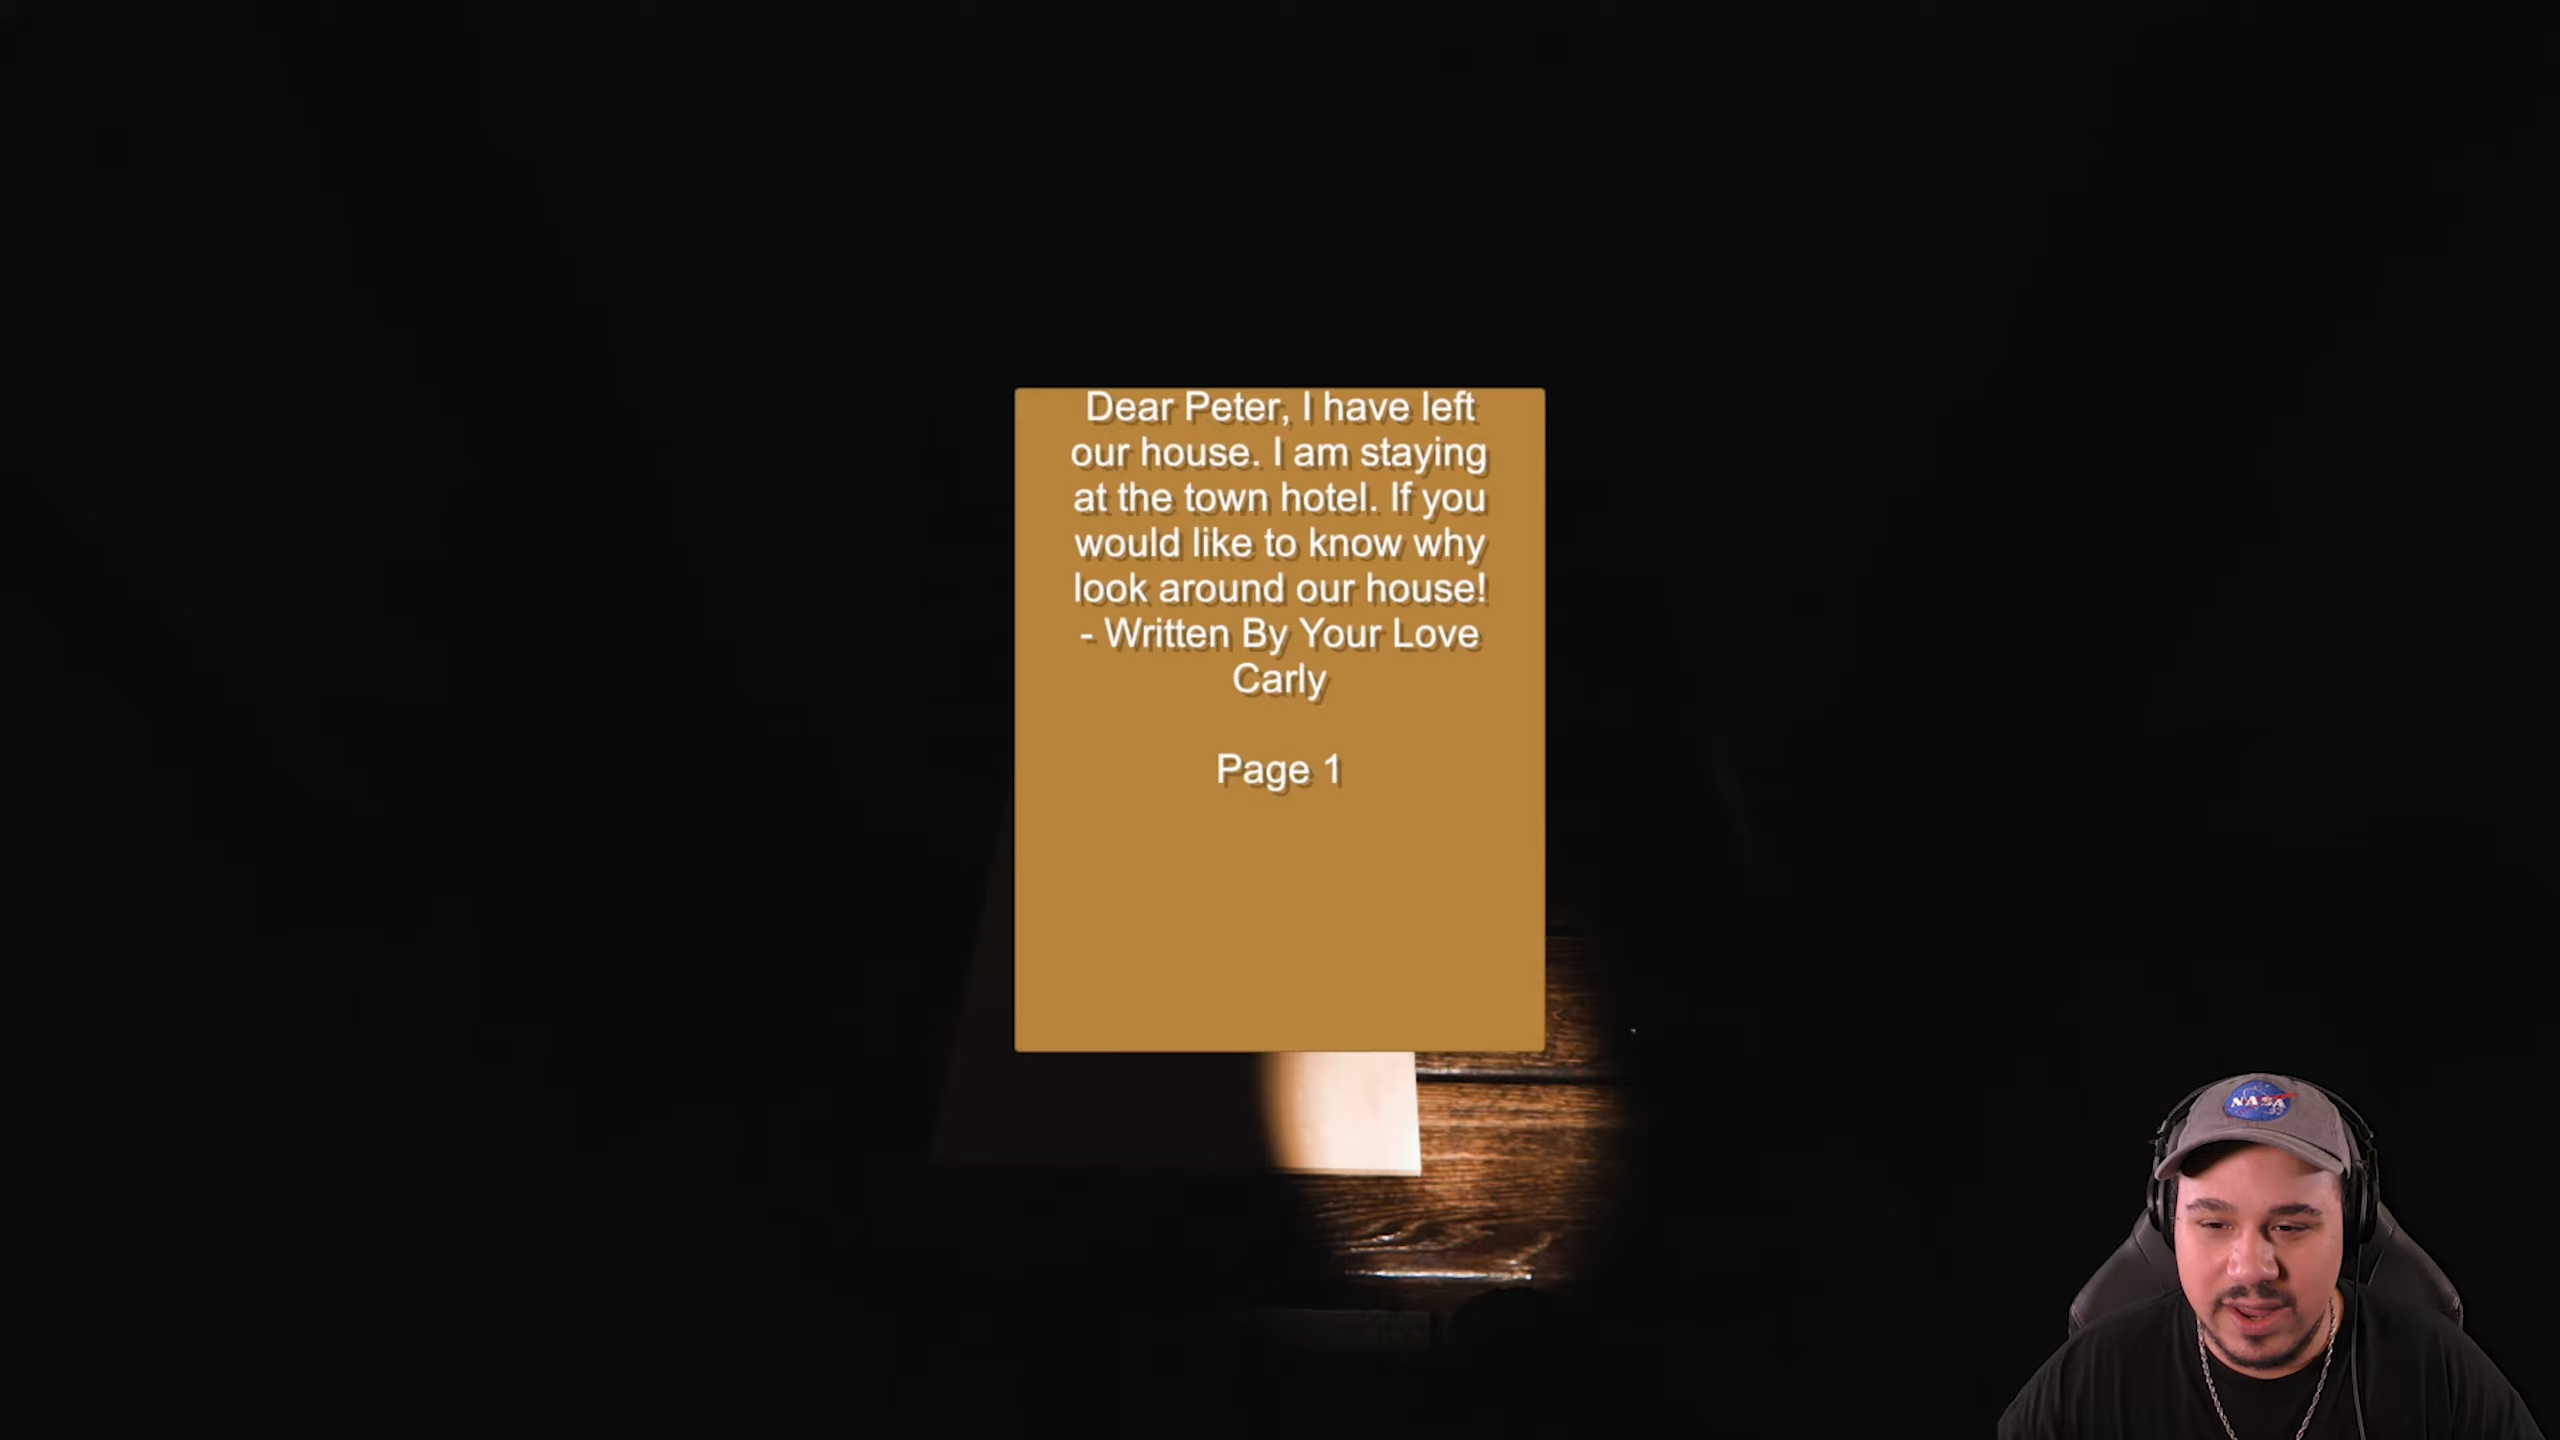 Dear Peter, I have left
our house. I am staying
at the town hotel. If you
would like to know why
look around our house!
- Written By Your Love
Carly
Page 1
NASA